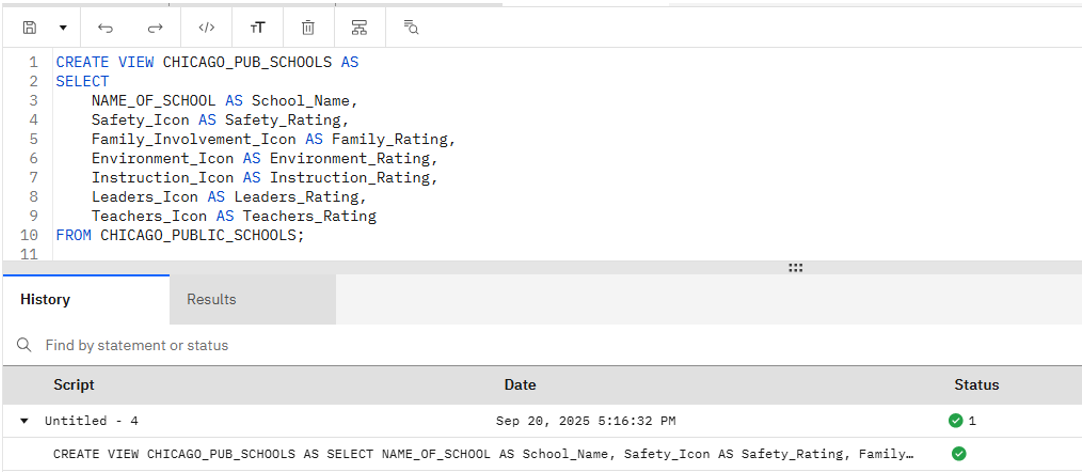 </>
TT
1 CREATE VIEW CHICAGO_PUB_SCHOOLS AS
2 SELECT
3 NAME_OF_SCHOOL AS School_Name,
4 Safety_Icon AS Safety_Rating,
5 Family_Involvement_Icon AS Family_Rating,
6 Environment_Icon AS Environment_Rating,
7 Instruction_Icon AS Instruction_Rating,
8 Leaders_Icon AS Leaders_Rating,
9 Teachers_Icon AS Teachers_Rating
10 FROM CHICAGO_PUBLIC_SCHOOLS;
11
History Results
Find by statement or status
Script Date Status
Untitled - 4 Sep 20, 2025 5:16:32 PM 1
CREATE VIEW CHICAGO_PUB_SCHOOLS AS SELECT NAME_OF_SCHOOL AS School_Name, Safety_Icon AS Safety_Rating, Family…